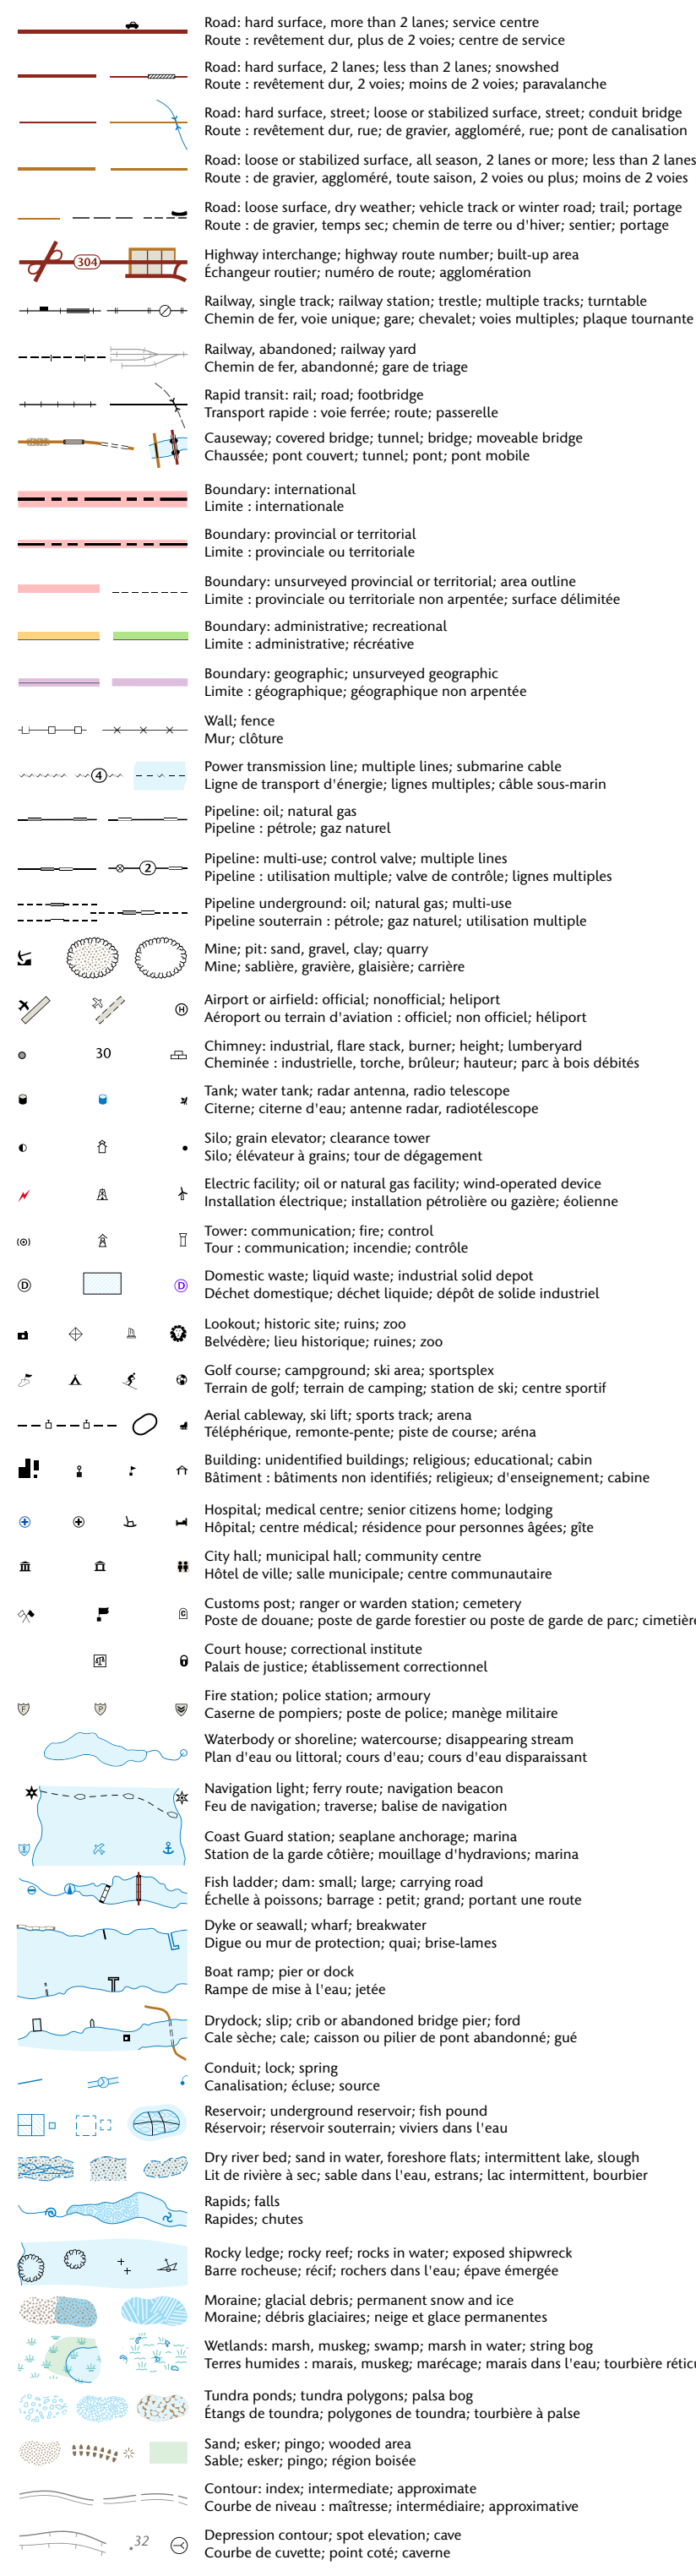 Road: hard surface, more than 2 lanes; service centre
Route : revêtement dur, plus de 2 voies; centre de service
Road: hard surface, 2 lanes; less than 2 lanes; snowshed
Route : revêtement dur, 2 voies; moins de 2 voies; paravalanche
Road: hard surface, street; loose or stabilized surface, street; conduit bridge
Route : revêtement dur, rue; de gravier, aggloméré, rue; pont de canalisation
Road: loose or stabilized surface, all season, 2 lanes or more; less than 2 lanes
Route : de gravier, aggloméré, toute saison, 2 voies ou plus; moins de 2 voies
Road: loose surface, dry weather; vehicle track or winter road; trail; portage
Route : de gravier, temps sec; chemin de terre ou d'hiver; sentier; portage
304
Highway interchange; highway route number; built-up area
Échangeur routier; numéro de route; agglomération
Railway, single track; railway station; trestle; multiple tracks; turntable
Chemin de fer, voie unique; gare; chevalet; voies multiples; plaque tournante
Railway, abandoned; railway yard
Chemin de fer, abandonné; gare de triage
Rapid transit: rail; road; footbridge
Transport rapide : voie ferrée; route; passerelle
Causeway; covered bridge; tunnel; bridge; moveable bridge
Chaussée; pont couvert; tunnel; pont; pont mobile
Boundary: international
Limite : internationale
Boundary: provincial or territorial
Limite : provinciale ou territoriale
Boundary: unsurveyed provincial or territorial; area outline
Limite : provinciale ou territoriale non arpentée; surface délimitée
Boundary: administrative; recreational
Limite : administrative; récréative
Boundary: geographic; unsurveyed geographic
Limite : géographique; géographique non arpentée
Wall; fence
Mur; clôture
4
Power transmission line; multiple lines; submarine cable
Ligne de transport d'énergie; lignes multiples; câble sous-marin
Pipeline: oil; natural gas
Pipeline : pétrole; gaz naturel
2
Pipeline: multi-use; control valve; multiple lines
Pipeline : utilisation multiple; valve de contrôle; lignes multiples
Pipeline underground: oil; natural gas; multi-use
Pipeline souterrain : pétrole; gaz naturel; utilisation multiple
Mine; pit: sand, gravel, clay; quarry
Mine; sablière, gravière, glaisière; carrière
H
Airport or airfield: official; nonofficial; heliport
Aéroport ou terrain d'aviation : officiel; non officiel; héliport
30
Chimney: industrial, flare stack, burner; height; lumberyard
Cheminée : industrielle, torche, brûleur; hauteur; parc à bois débités
Tank; water tank; radar antenna, radio telescope
Citerne; citerne d'eau; antenne radar, radiotélescope
Silo; grain elevator; clearance tower
Silo; élévateur à grains; tour de dégagement
Electric facility; oil or natural gas facility; wind-operated device
Installation électrique; installation pétrolière ou gazière; éolienne
Tower: communication; fire; control
Tour : communication; incendie; contrôle
D D
Domestic waste; liquid waste; industrial solid depot
Déchet domestique; déchet liquide; dépôt de solide industriel
Lookout; historic site; ruins; zoo
Belvédère; lieu historique; ruines; zoo
Golf course; campground; ski area; sportsplex
Terrain de golf; terrain de camping; station de ski; centre sportif
Aerial cableway, ski lift; sports track; arena
Téléphérique, remonte-pente; piste de course; aréna
Building: unidentified buildings; religious; educational; cabin
Bâtiment : bâtiments non identifiés; religieux; d'enseignement; cabine
Hospital; medical centre; senior citizens home; lodging
Hôpital; centre médical; résidence pour personnes âgées; gîte
City hall; municipal hall; community centre
Hôtel de ville; salle municipale; centre communautaire
C
Customs post; ranger or warden station; cemetery
Poste de douane; poste de garde forestier ou poste de garde de parc; cimetière
Court house; correctional institute
Palais de justice; établissement correctionnel
F P
Fire station; police station; armoury
Caserne de pompiers; poste de police; manège militaire
Waterbody or shoreline; watercourse; disappearing stream
Plan d'eau ou littoral; cours d'eau; cours d'eau disparaissant
Navigation light; ferry route; navigation beacon
Feu de navigation; traverse; balise de navigation
Coast Guard station; seaplane anchorage; marina
Station de la garde côtière; mouillage d'hydravions; marina
Fish ladder; dam: small; large; carrying road
Échelle à poissons; barrage : petit; grand; portant une route
Dyke or seawall; wharf; breakwater
Digue ou mur de protection; quai; brise-lames
Boat ramp; pier or dock
Rampe de mise à l'eau; jetée
Drydock; slip; crib or abandoned bridge pier; ford
Cale sèche; cale; caisson ou pilier de pont abandonné; gué
Conduit; lock; spring
Canalisation; écluse; source
Reservoir; underground reservoir; fish pound
Réservoir; réservoir souterrain; viviers dans l'eau
Dry river bed; sand in water, foreshore flats; intermittent lake, slough
Lit de rivière à sec; sable dans l'eau, estrans; lac intermittent, bourbier
Rapids; falls
Rapides; chutes
Rocky ledge; rocky reef; rocks in water; exposed shipwreck
Barre rocheuse; récif; rochers dans l'eau; épave émergée
Moraine; glacial debris; permanent snow and ice
Moraine; débris glaciaires; neige et glace permanentes
Wetlands: marsh, muskeg; swamp; marsh in water; string bog
Terres humides : marais, muskeg; marécage; marais dans l'eau; tourbière
Tundra ponds; tundra polygons; palsa bog
Étangs de toundra; polygones de toundra; tourbière à palse
Sand; esker; pingo; wooded area
Sable; esker; pingo; région boisée
Contour: index; intermediate; approximate
Courbe de niveau : maîtresse; intermédiaire; approximative
.32
Depression contour; spot elevation; cave
Courbe de cuvette; point coté; caverne